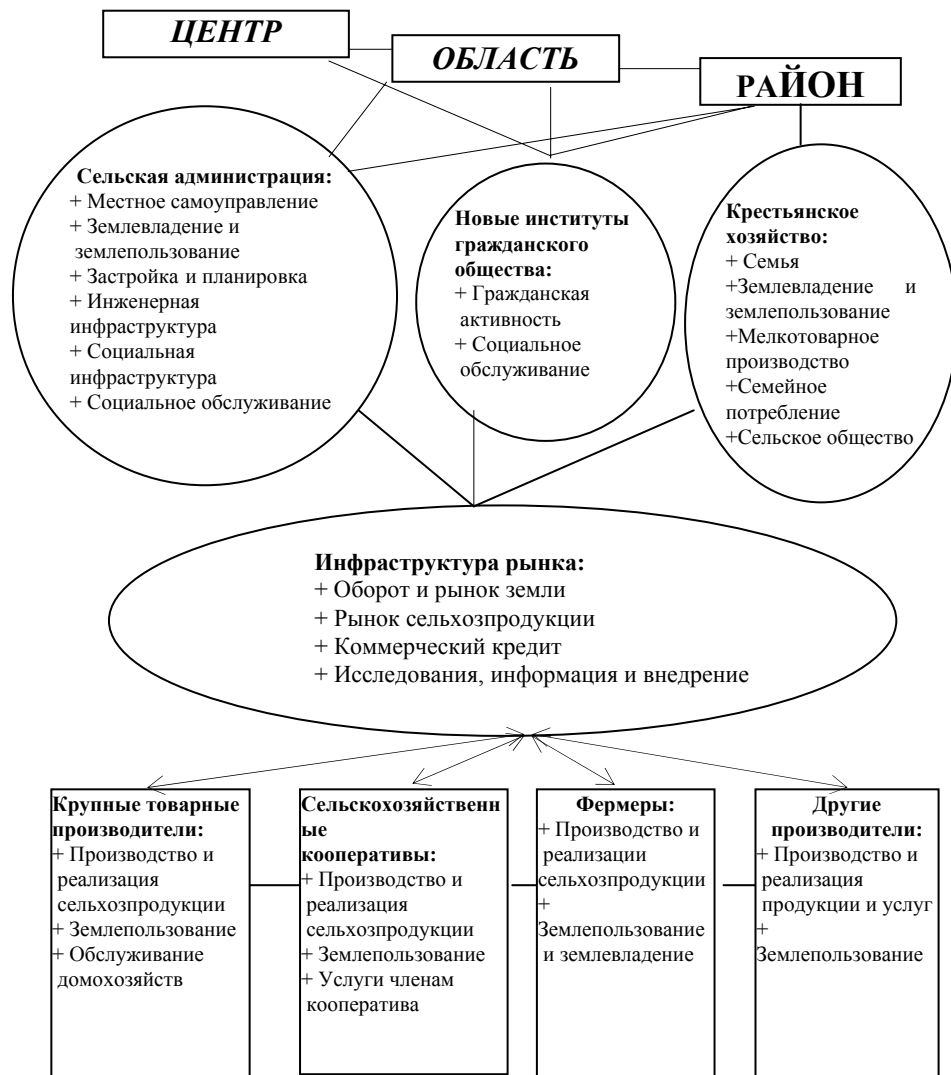 ЦЕНТР
ОБЛАСТЬ
РАЙОН
Сельская администрация:
+ Местное самоуправление
+ Землевладение и
землепользование
+ Застройка и планировка
+ Инженерная
инфраструктура
+ Социальная
инфраструктура
+ Социальное обслуживание
Новые институты
гражданского
общества:
+ Гражданская
активность
+ Социальное
обслуживание
Крестьянское
хозяйство:
+ Семья
+Землевладение и
землепользование
+Мелкотоварное
производство
+Семейное
потребление
+Сельское общество
Инфраструктура рынка:
+ Оборот и рынок земли
+ Рынок сельхозпродукции
+ Коммерческий кредит
+ Исследования, информация и внедрение
Крупные товарные
производители:
+ Производство и
реализация
сельхозпродукции
+ Землепользование
+ Обслуживание
домохозяйств
Сельскохозяйственн
ые
кооперативы:
+ Производство и
реализация
сельхозпродукции
+ Землепользование
+ Услуги членам
кооператива
Фермеры:
+ Производство и
реализации
сельхозпродукции
+
Землепользование
и землевладение
Другие
производители:
+ Производство и
реализация
продукции и услуг
+
Землепользование